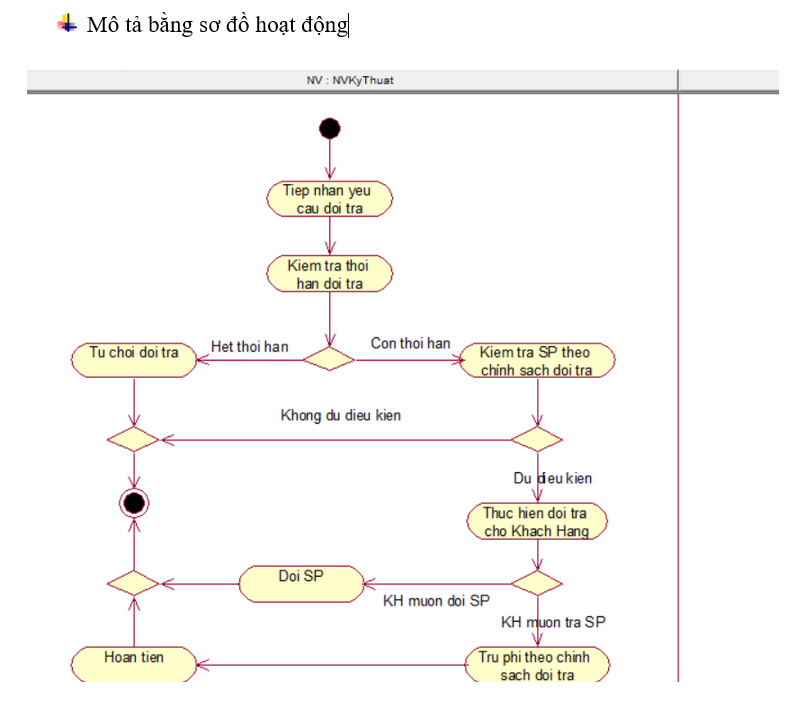 Mô tả bằng sơ đồ hoạt động
NV : NVKyThuat
Tiep nhan yeu
cau doi tra
Kiem tra thoi
han doi tra
Het thoi han
Con thoi han
Tu choi doi tra
Kiem tra SP theo
chính sach doi tra
Khong du dieu kien
Du dieu kien
Thuc hien doi tra
cho Khach Hang
Doi SP
KH muon doi SP
KH muon tra SP
Hoan tien
Tru phi theo chinh
sach doi tra